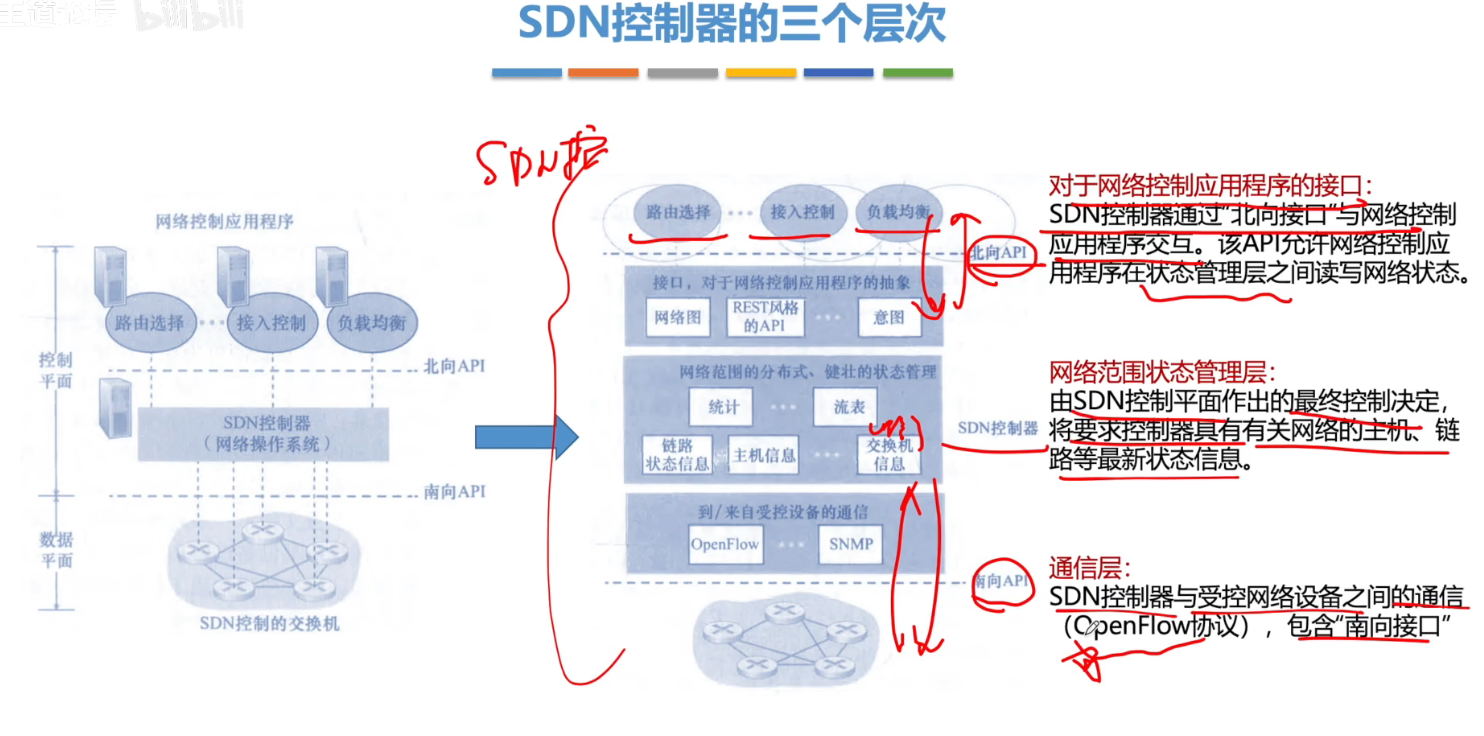 bilibili
SDN控制器的三个层次
SDN控
网络控制应用程序
路由选择 ··· 接入控制 负载均衡
北向API
控制
平面
SDN控制器
(网络操作系统)
南向API
数据
平面
SDN控制的交换机
路由选择 ··· 接入控制 负载均衡
北向API
接口，对于网络控制应用程序的抽象
网络图 REST风格的API ··· 意图
网络范围的分布式、健壮的状态管理
统计 ··· 流表
链路状态信息 主机信息 ··· 交换机信息
SDN控制器
到/来自受控设备的通信
OpenFlow ··· SNMP
南向API
对于网络控制应用程序的接口：
SDN控制器通过“北向接口”与网络控制
应用程序交互。该API允许网络控制应
用程序在状态管理层之间读写网络状态。
网络范围状态管理层：
由SDN控制平面作出的最终控制决定，
将要求控制器具有有关网络的主机、链
路等最新状态信息。
通信层：
SDN控制器与受控网络设备之间的通信
（OpenFlow协议），包含“南向接口”